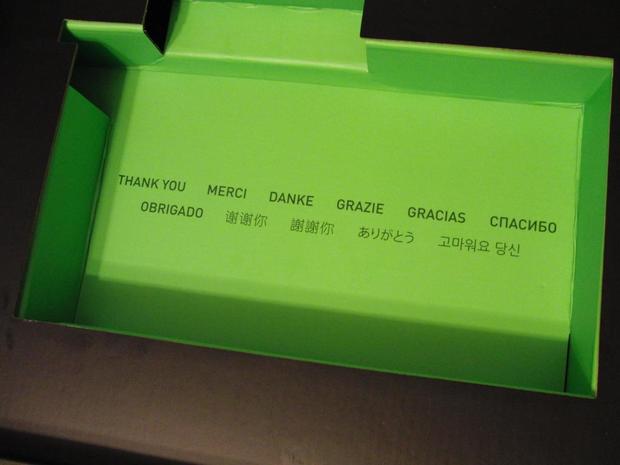 THANK YOU MERCI DANKE GRAZIE GRACIAS СПАСИБО
OBRIGADO 谢谢你 謝謝你 ありがとう 고마워요 당신